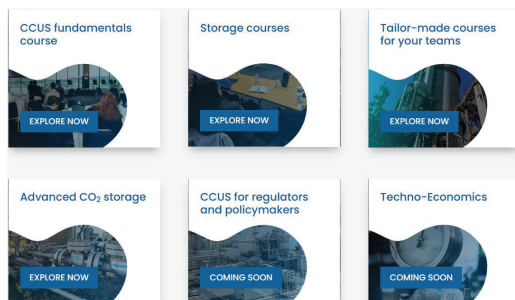 CCUS fundamentals
course
EXPLORE NOW
Storage courses
EXPLORE NOW
Tailor-made courses
for your teams
EXPLORE NOW
Advanced CO₂ storage
EXPLORE NOW
CCUS for regulators
and policymakers
COMING SOON
Techno-Economics
COMING SOON